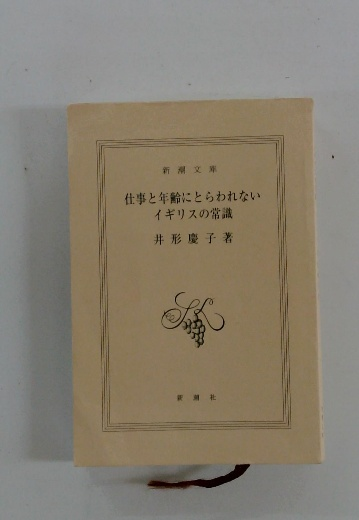 新潮文庫
仕事と年齢にとらわれない
イギリスの常識
井形慶子著
新潮社